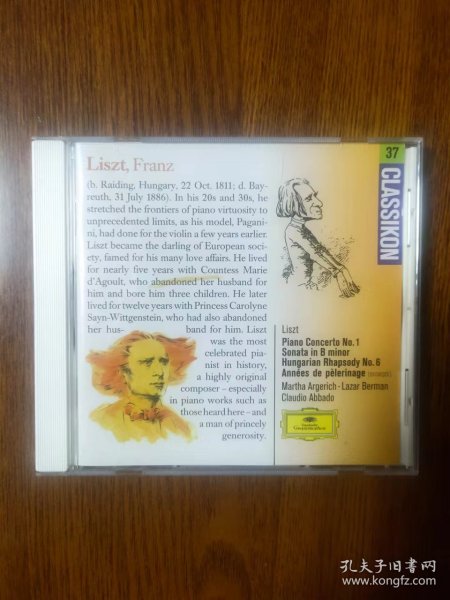 Liszt, Franz
(b. Raiding, Hungary, 22 Oct. 1811; d. Bay-
reuth, 31 July 1886). In his 20s and 30s, he
stretched the frontiers of piano virtuosity to
unprecedented limits, as his model, Pagani-
ni, had done for the violin a few years earlier.
Liszt became the darling of European soci-
ety, famed for his many love affairs. He lived
for nearly five years with Countess Marie
d'Agoult, who abandoned her husband for
him and bore him three children. He later
lived for twelve years with Princess Carolyne
Sayn-Wittgenstein, who had also abandoned
her hus- band for him. Liszt
was the most
celebrated pia-
nist in history,
a highly original
composer – especially
in piano works such as
those heard here – and
a man of princely
generosity.
37
CLASSIKON
Liszt
Piano Concerto No. 1
Sonata in B minor
Hungarian Rhapsody No. 6
Années de pèlerinage (excerpts)
Martha Argerich · Lazar Berman
Claudio Abbado
Deutsche
Grammophon
孔夫子旧书网
www.kongfz.com